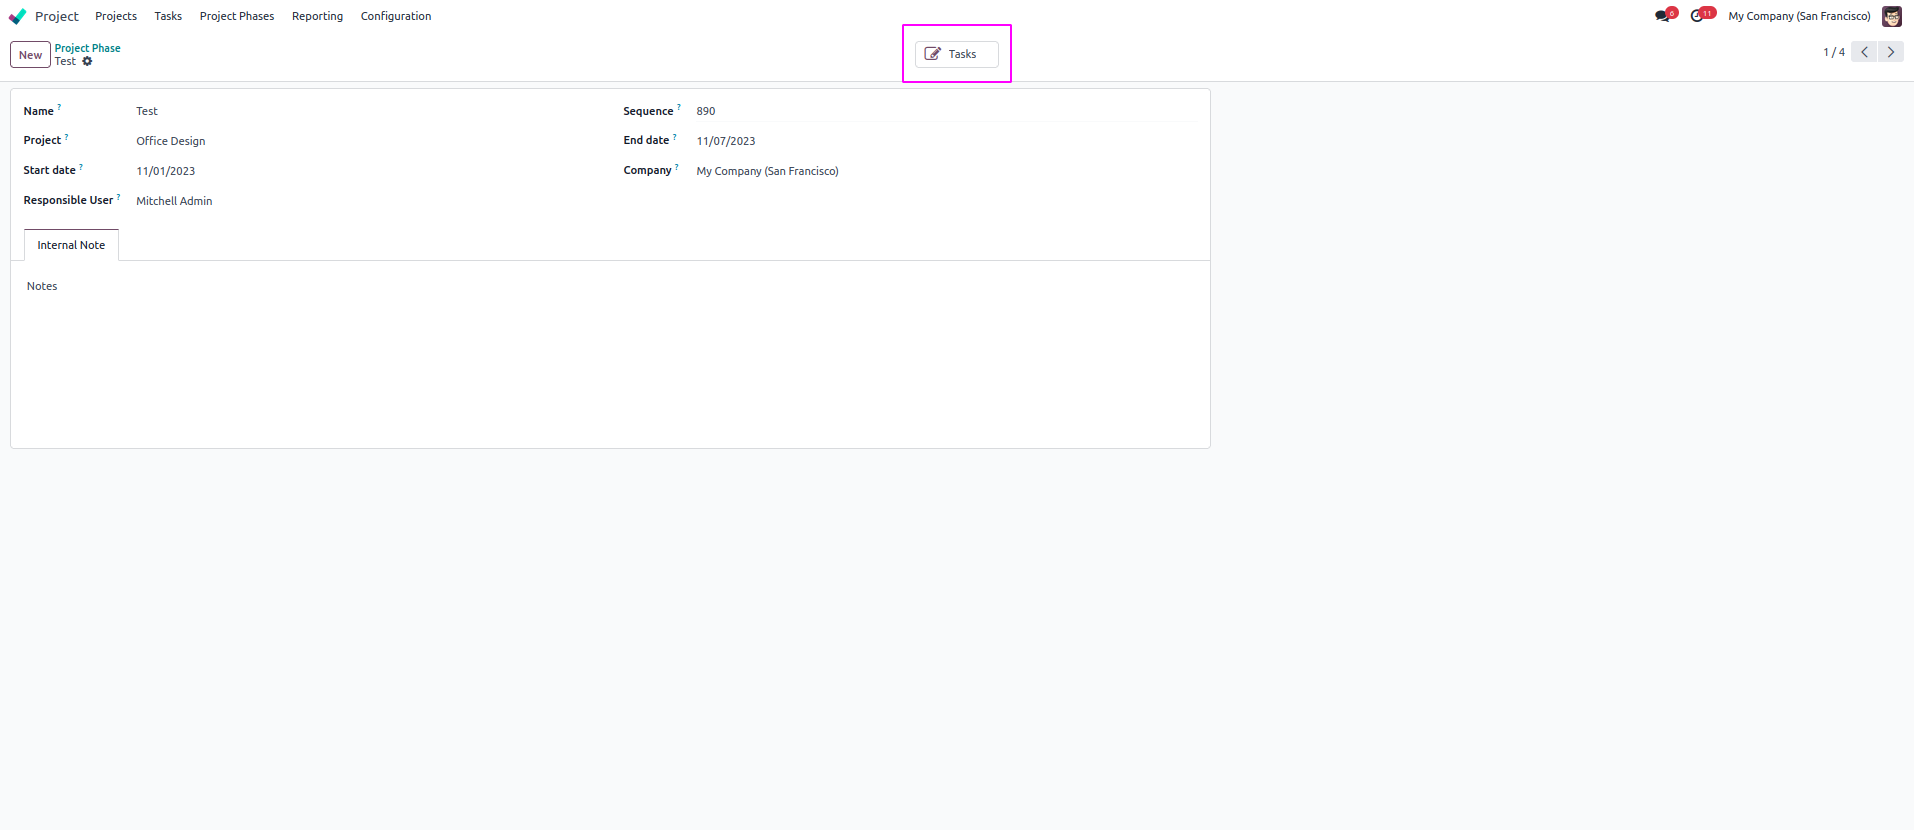 Project Projects Tasks Project Phases Reporting Configuration 6 11 My Company (San Francisco)
New Project Phase Tasks 1 / 4
Test
Name ? Test Sequence ? 890
Project ? Office Design End date ? 11/07/2023
Start date ? 11/01/2023 Company ? My Company (San Francisco)
Responsible User ? Mitchell Admin
Internal Note
Notes